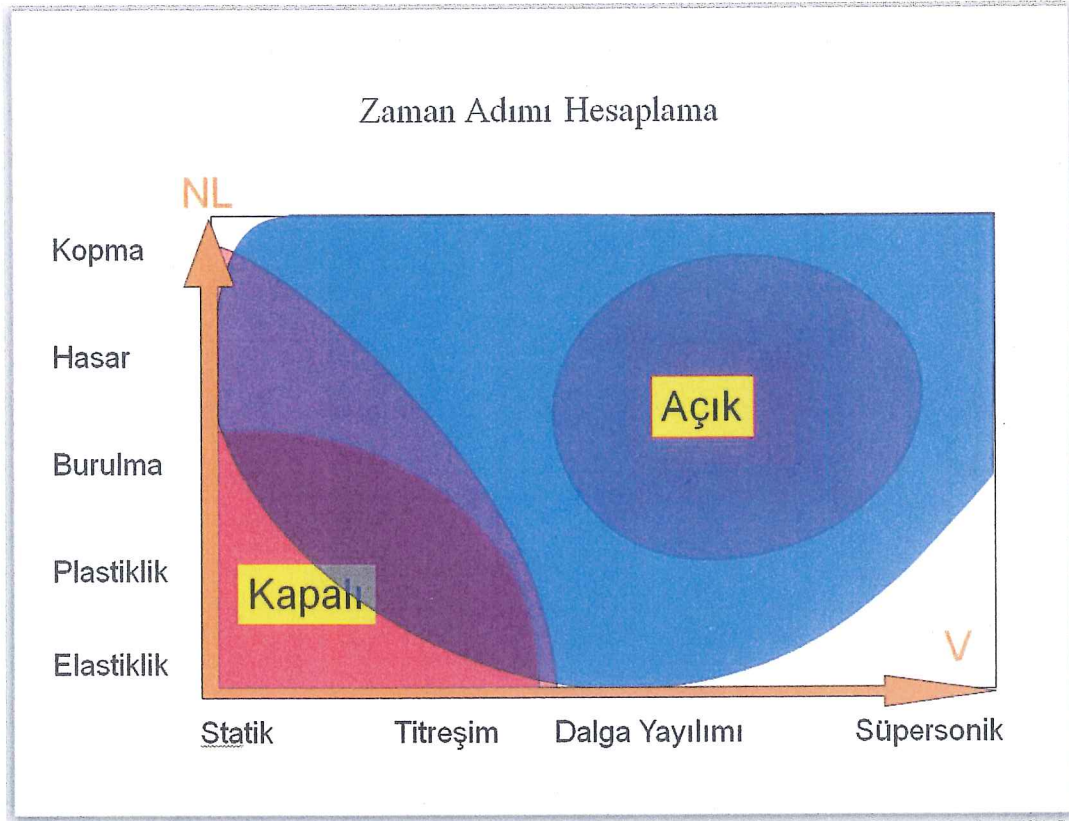 Zaman Adımı Hesaplama
NL
Kopma
Hasar
Açık
Burulma
Plastiklik
Kapalı
Elastiklik
V
Statik Titreşim Dalga Yayılımı Süpersonik